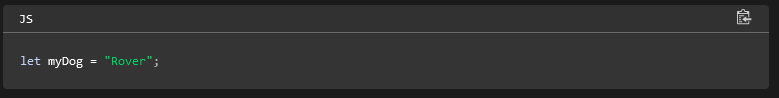 JS
let myDog = "Rover";